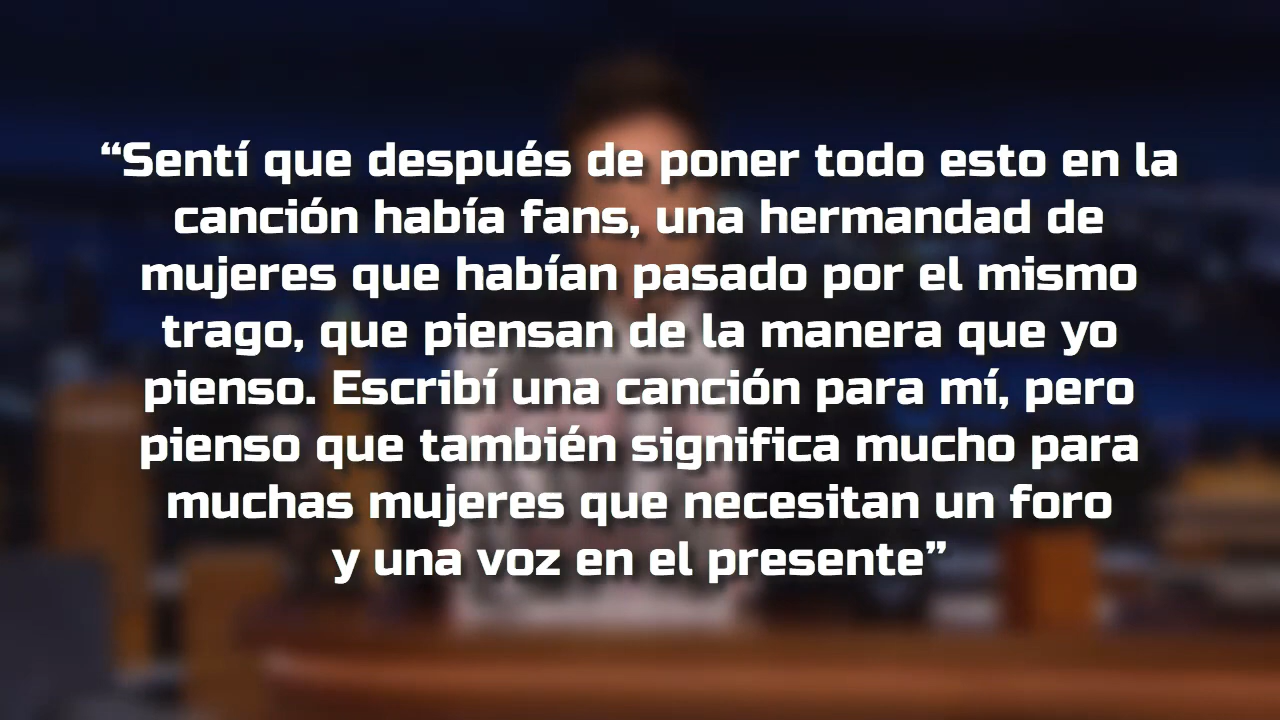 “Sentí que después de poner todo esto en la
canción había fans, una hermandad de
mujeres que habían pasado por el mismo
trago, que piensan de la manera que yo
pienso. Escribí una canción para mí, pero
pienso que también significa mucho para
muchas mujeres que necesitan un foro
y una voz en el presente”